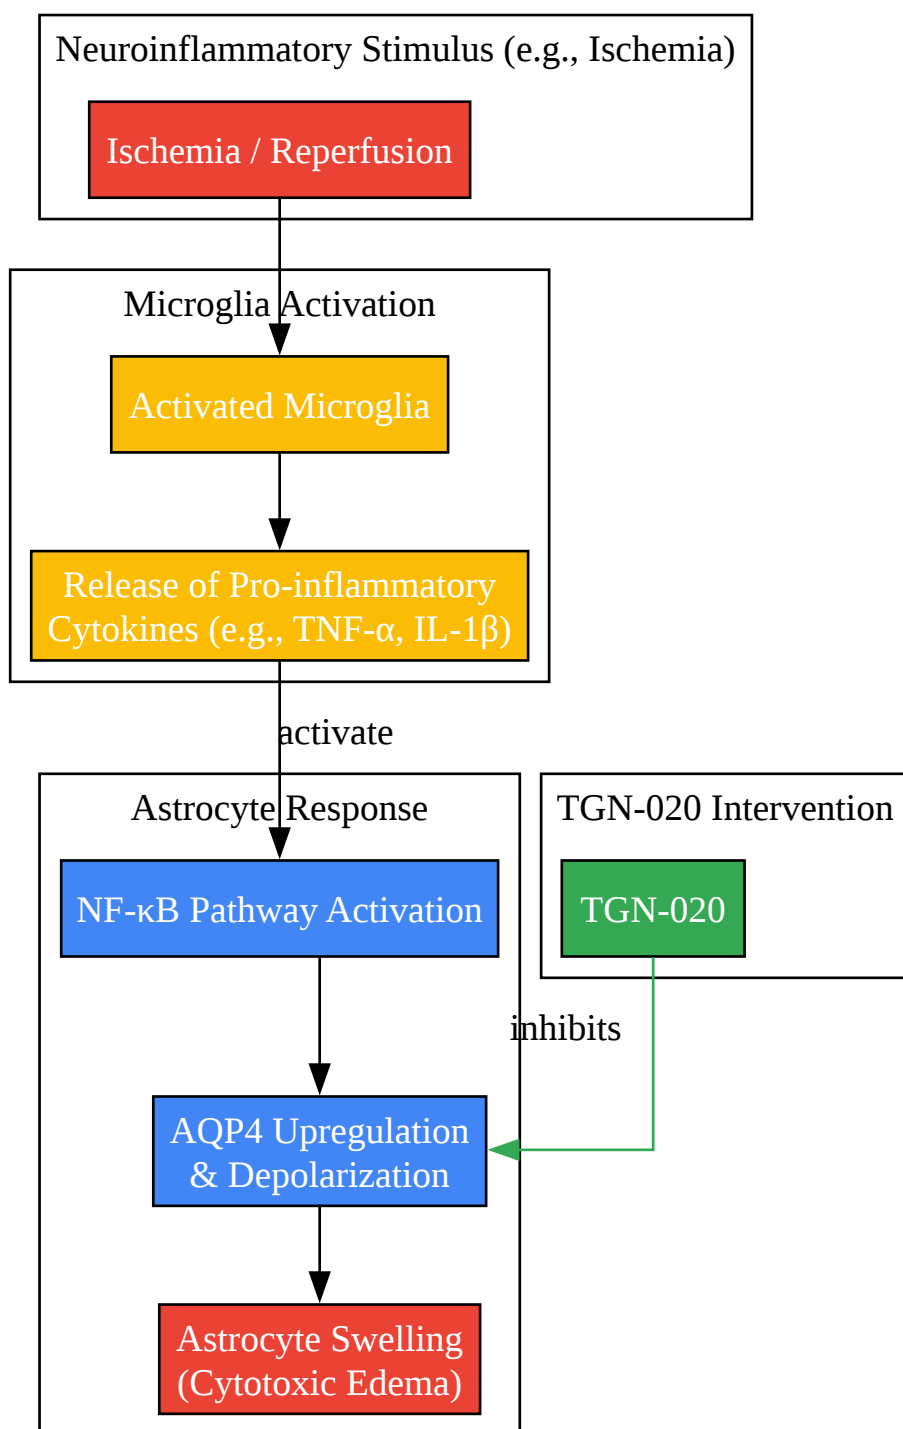 Neuroinflammatory Stimulus (e.g., Ischemia)
Ischemia / Reperfusion
Microglia Activation
Activated Microglia
Release of Pro-inflammatory
Cytokines (e.g., TNF-α, IL-1β)
activate
Astrocyte Response
NF-κB Pathway Activation
TGN-020 Intervention
TGN-020
inhibits
AQP4 Upregulation
& Depolarization
Astrocyte Swelling
(Cytotoxic Edema)